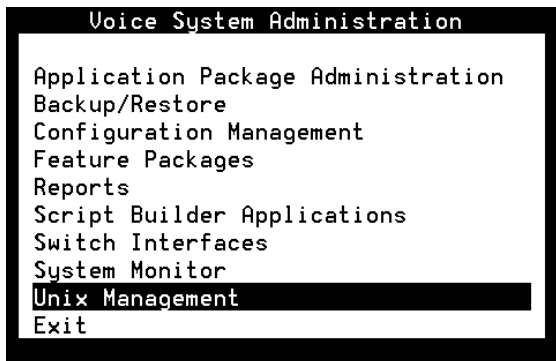 Voice System Administration
Application Package Administration
Backup/Restore
Configuration Management
Feature Packages
Reports
Script Builder Applications
Switch Interfaces
System Monitor
Unix Management
Exit